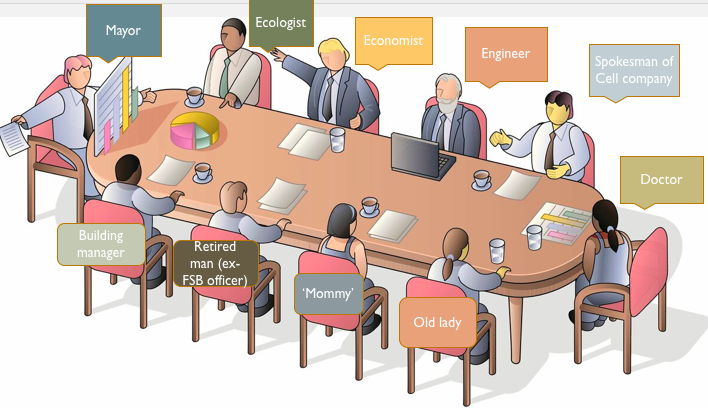 Mayor
Ecologist
Economist
Engineer
Spokesman of
Cell company
Doctor
Building
manager
Retired
man (ex-
FSB officer)
‘Mommy’
Old lady